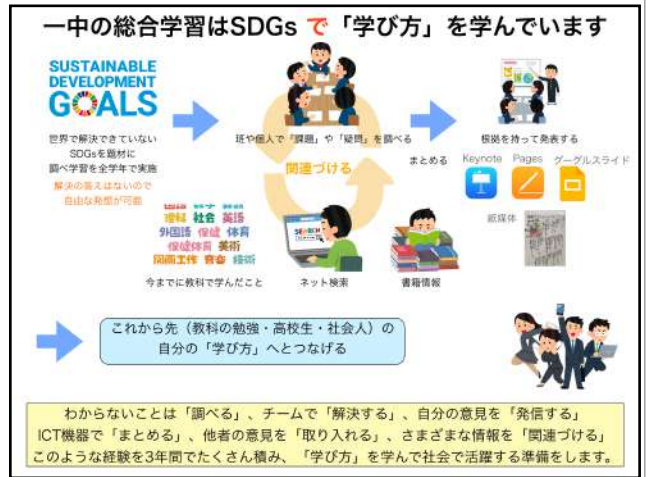 一中の総合学習はSDGs で「学び方」を学んでいます
SUSTAINABLE
DEVELOPMENT
GOALS
世界で解決できていない
SDGsを題材に
調べ学習を全学年で実施
解決の答えはないので
自由な発想が可能
班や個人で「課題」や「疑問」を調べる
関連づける
根拠を持って発表する
まとめる
Keynote Pages グーグルスライド
紙媒体
理科 社会 英語
外国語 保健 体育
保健体育 美術
図画工作 音楽 技術
今までに教科で学んだこと
SEARCH
ネット検索
書籍情報
これから先（教科の勉強・高校生・社会人）の
自分の「学び方」へとつなげる
わからないことは「調べる」、チームで「解決する」、自分の意見を「発信する」
ICT機器で「まとめる」、他者の意見を「取り入れる」、さまざまな情報を「関連づける」
このような経験を3年間でたくさん積み、「学び方」を学んで社会で活躍する準備をします。